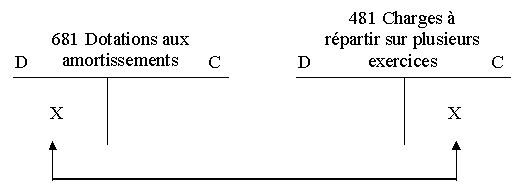 681 Dotations aux
amortissements
D
C
X
481 Charges à
répartir sur plusieurs
exercices
D
C
X